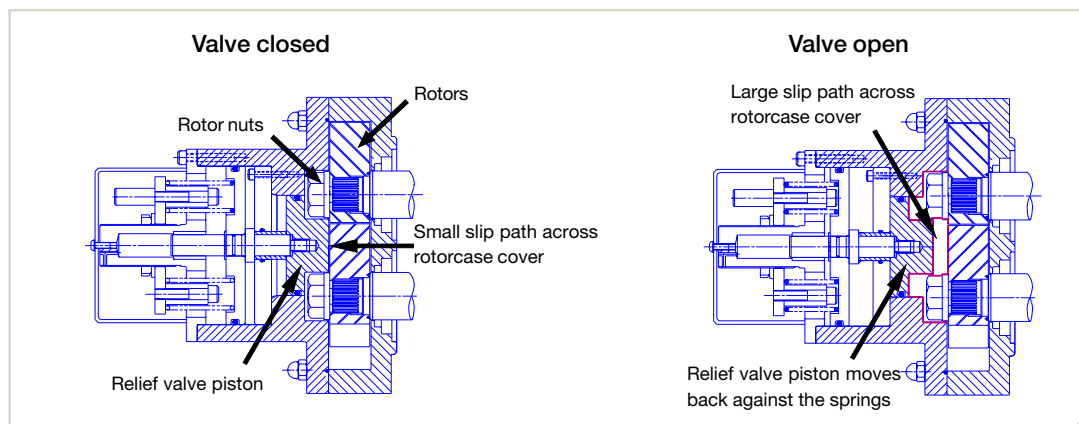 Valve closed
Rotors
Rotor nuts
Small slip path across
rotorcase cover
Relief valve piston
Valve open
Large slip path across
rotorcase cover
Relief valve piston moves
back against the springs